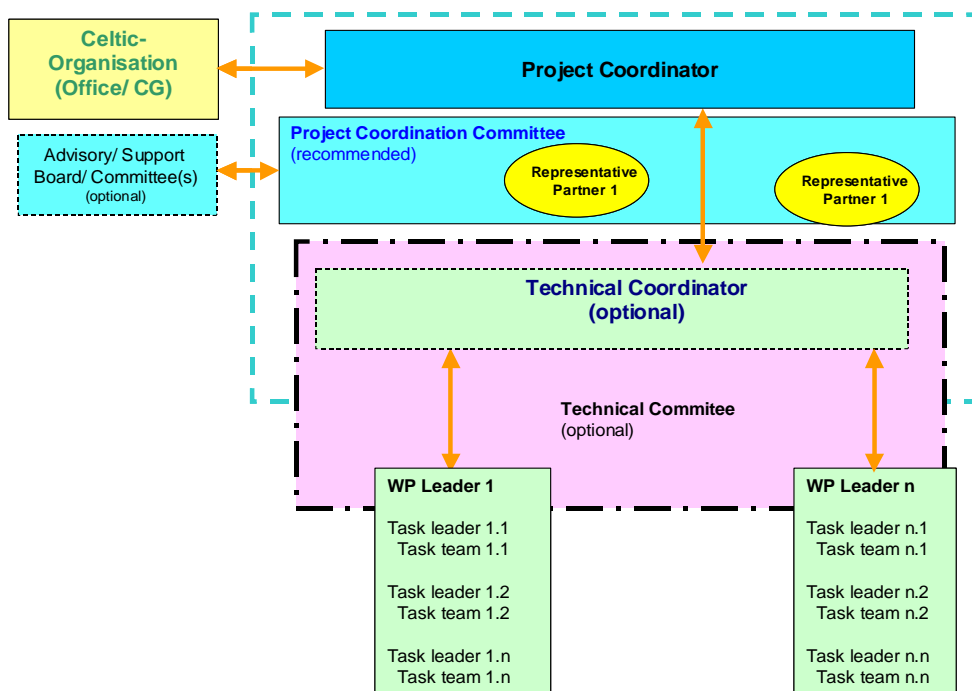 Celtic-
Organisation
(Office/ CG)
Project Coordinator
Project Coordination Committee
(recommended)
Advisory/ Support
Board/ Committee(s)
(optional)
Representative
Partner 1
Representative
Partner 1
Technical Coordinator
(optional)
Technical Commitee
(optional)
WP Leader 1
Task leader 1.1
Task team 1.1
Task leader 1.2
Task team 1.2
Task leader 1.n
Task team 1.n
WP Leader n
Task leader n.1
Task team n.1
Task leader n.2
Task team n.2
Task leader n.n
Task team n.n